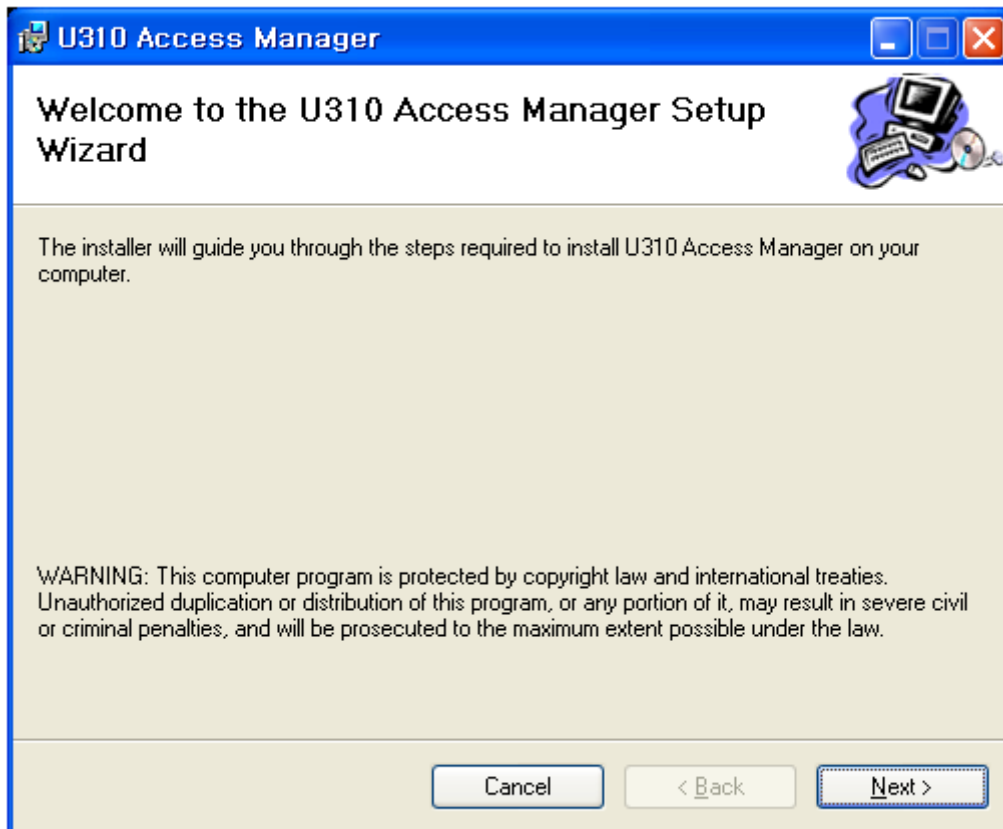 U310 Access Manager
Welcome to the U310 Access Manager Setup
Wizard
The installer will guide you through the steps required to install U310 Access Manager on your
computer.
WARNING: This computer program is protected by copyright law and international treaties.
Unauthorized duplication or distribution of this program, or any portion of it, may result in severe civil
or criminal penalties, and will be prosecuted to the maximum extent possible under the law.
Cancel
< Back
Next >